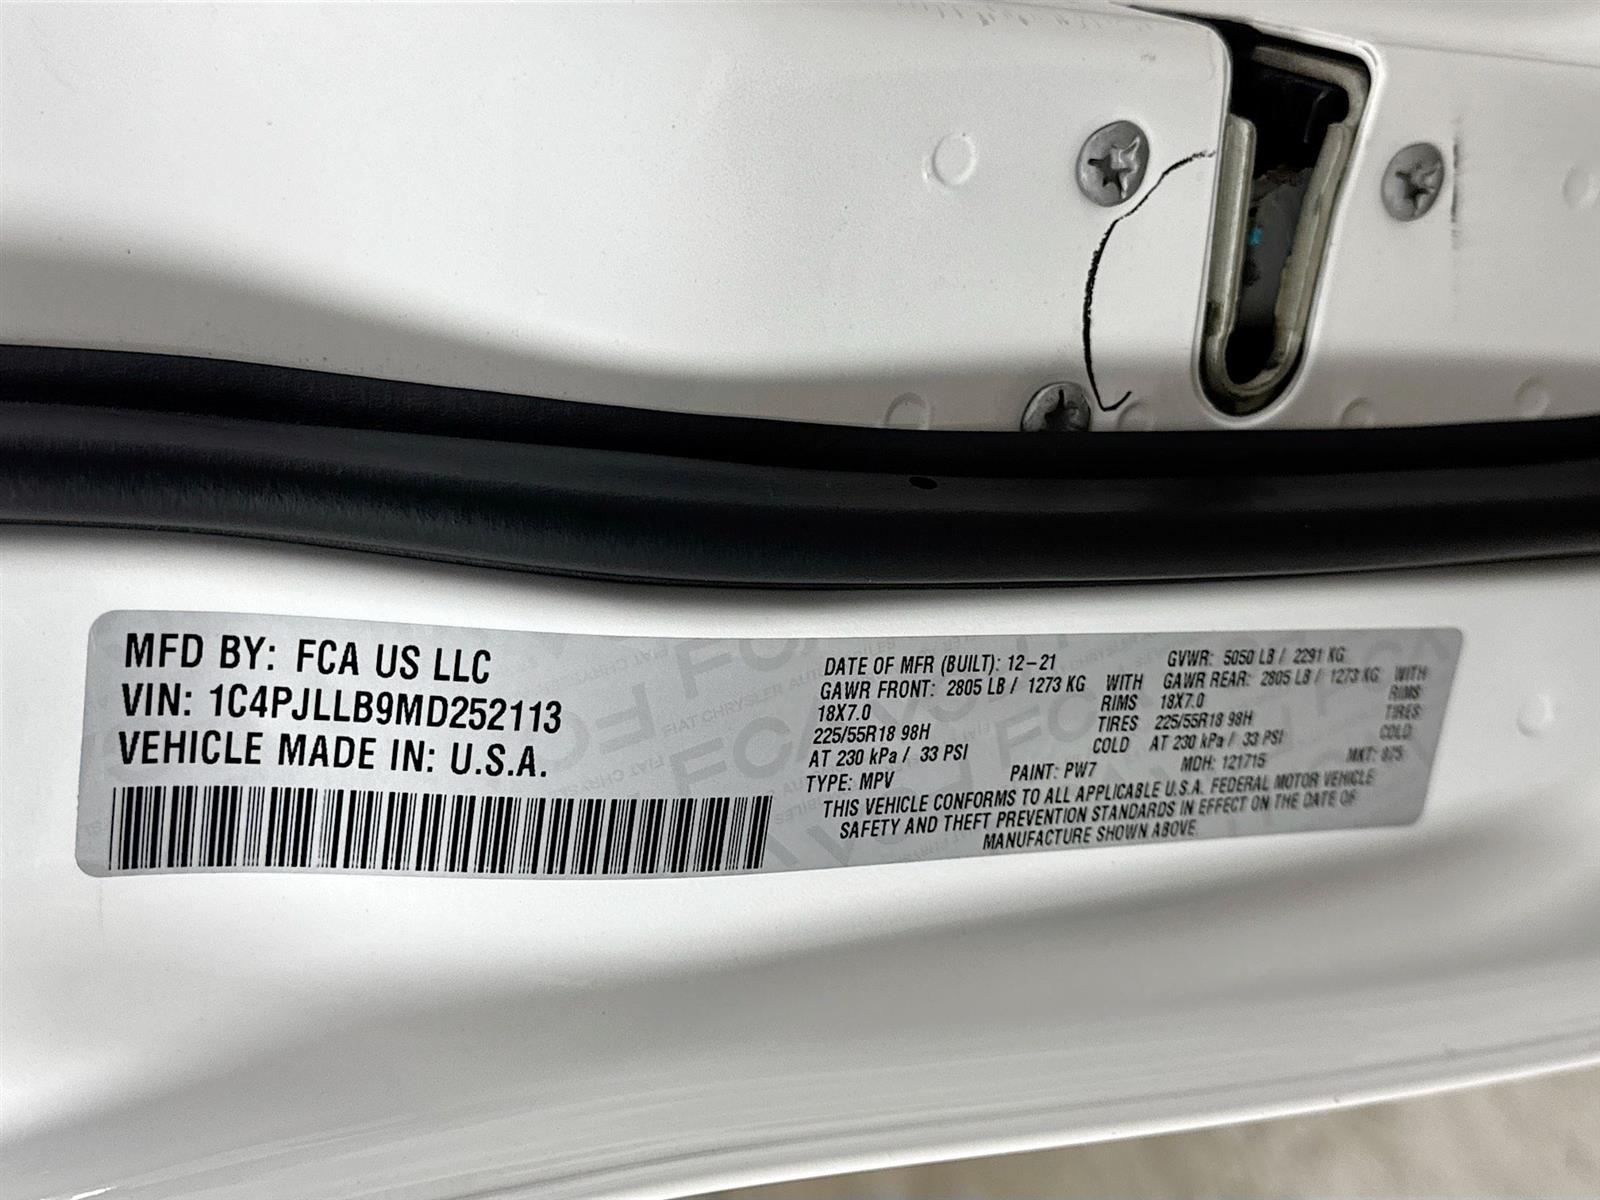 MFD BY: FCA US LLC
VIN: 1C4PJLLB9MD252113
VEHICLE MADE IN: U.S.A.
DATE OF MFR (BUILT): 12-21 GVWR: 5050 LB / 2291 KG
GAWR FRONT: 2805 LB / 1273 KG WITH GAWR REAR: 2805 LB / 1273 KG WITH
18X7.0 RIMS 18X7.0 RIMS
225/55R18 98H TIRES 225/55R18 98H TIRES
AT 230 kPa / 33 PSI COLD AT 230 kPa / 33 PSI COLD
TYPE: MPV PAINT: PW7 MDH: 121715 MKT: 825
THIS VEHICLE CONFORMS TO ALL APPLICABLE U.S.A. FEDERAL MOTOR VEHICLE
SAFETY AND THEFT PREVENTION STANDARDS IN EFFECT ON THE DATE OF
MANUFACTURE SHOWN ABOVE